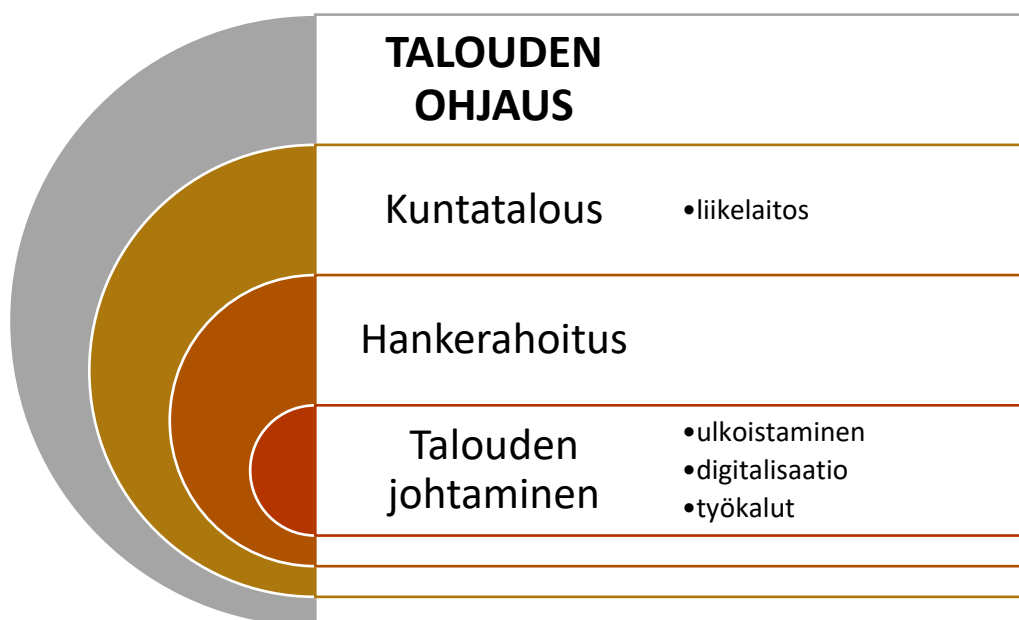 TALOUDEN
OHJAUS
Kuntatalous
•liikelaitos
Hankerahoitus
Talouden
johtaminen
•ulkoistaminen
•digitalisaatio
•työkalut